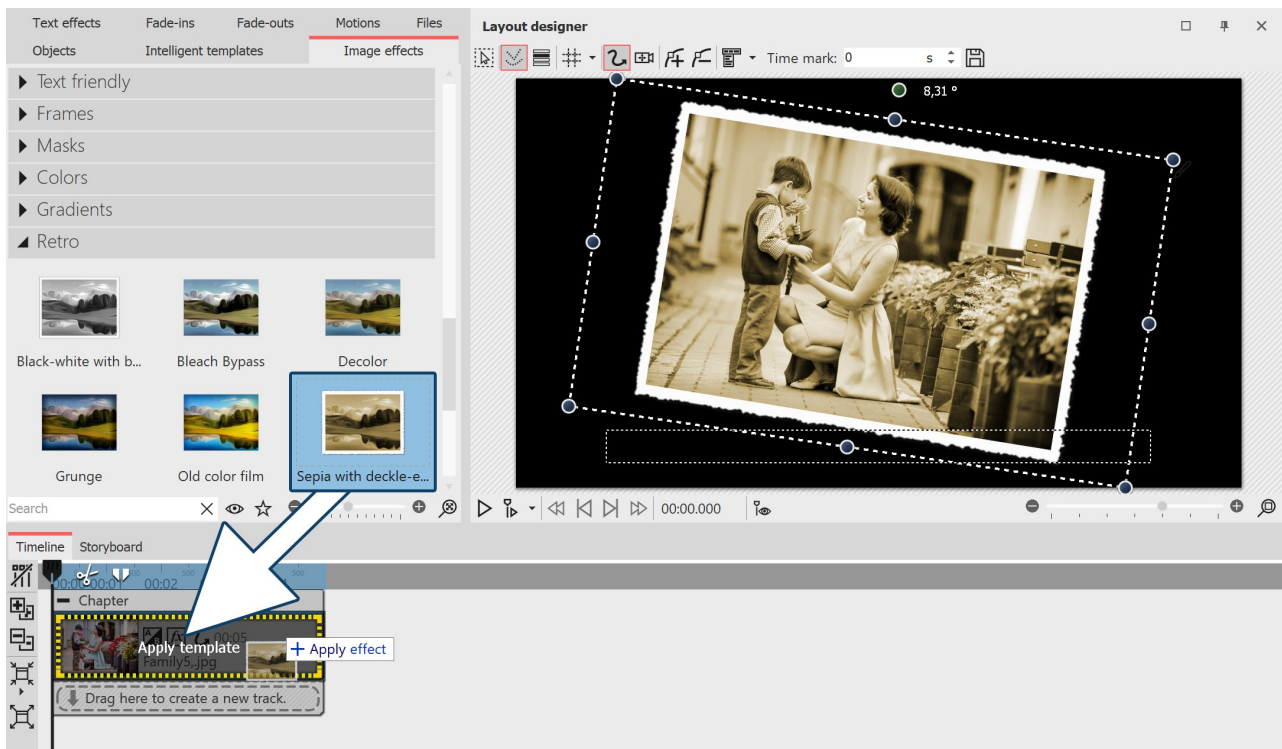 Text effects Fade-ins Fade-outs Motions Files
Objects Intelligent templates Image effects
Text friendly
Frames
Masks
Colors
Gradients
Retro
Black-white with b...
Bleach Bypass
Decolor
Grunge
Old color film
Sepia with deckle-e...
Search
Layout designer
Time mark: 0 s
8,31 °
00:00.000
Timeline Storyboard
00:02
Chapter
00:05
Apply template
Family5,.jpg
+ Apply effect
Drag here to create a new track.